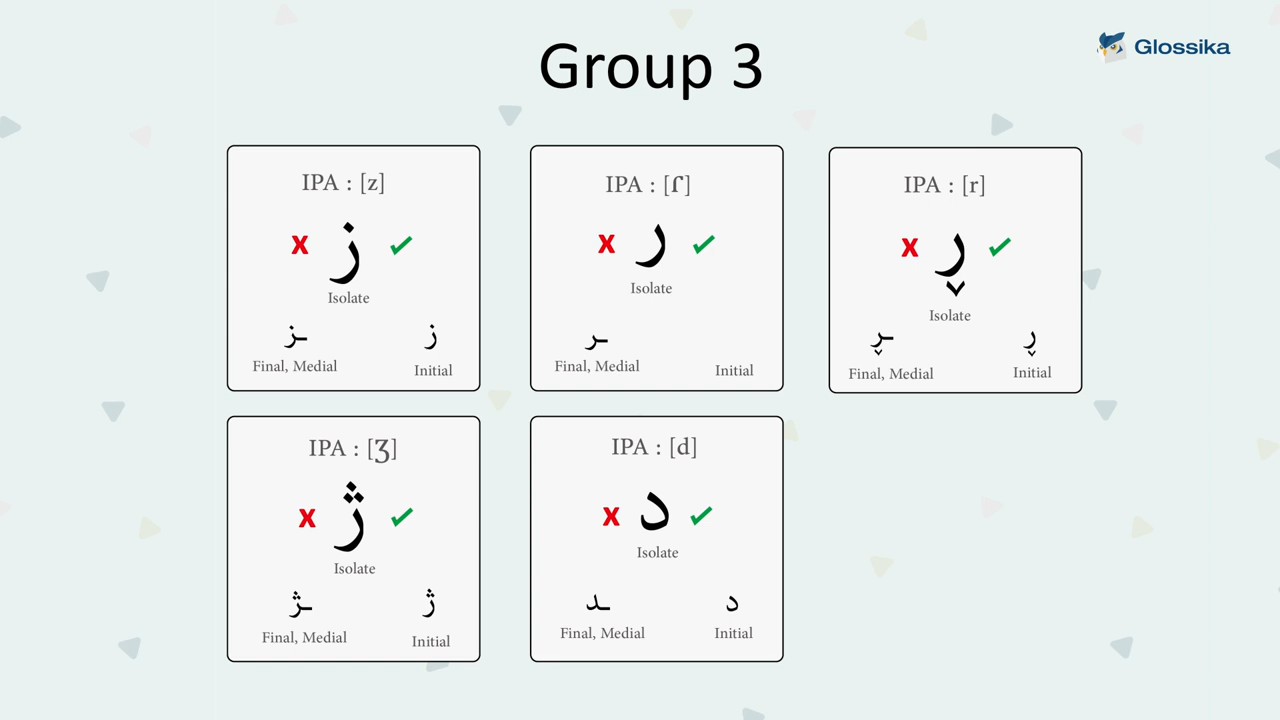 Group 3
Glossika
IPA : [z]
X ز ✓
Isolate
ـز ز
Final, Medial Initial
IPA : [ɾ]
X ر ✓
Isolate
ـر
Final, Medial Initial
IPA : [r]
X ڕ ✓
Isolate
ـڕ ڕ
Final, Medial Initial
IPA : [ʒ]
X ژ ✓
Isolate
ـژ ژ
Final, Medial Initial
IPA : [d]
X د ✓
Isolate
ـد د
Final, Medial Initial